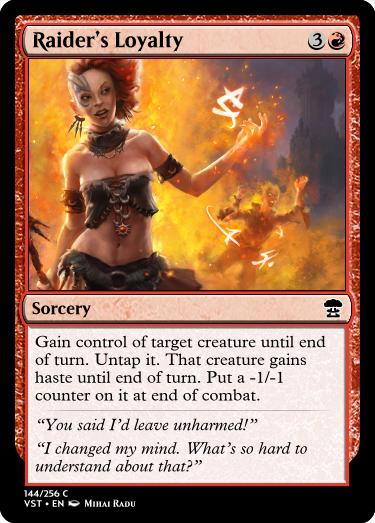 Raider's Loyalty 3
Sorcery
Gain control of target creature until end
of turn. Untap it. That creature gains
haste until end of turn. Put a -1/-1
counter on it at end of combat.
"You said I'd leave unharmed!"
"I changed my mind. What's so hard to
understand about that?"
144/256 C
VST • EN Mihai Radu